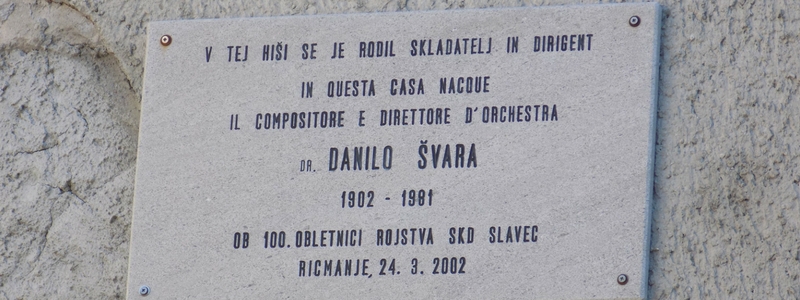 V TEJ HIŠI SE JE RODIL SKLADATELJ IN DIRIGENT
IN QUESTA CASA NACQUE
IL COMPOSITORE E DIRETTORE D'ORCHESTRA
DR. DANILO ŠVARA
1902 - 1981
OB 100. OBLETNICI ROJSTVA SKD SLAVEC
RICMANJE, 24. 3. 2002